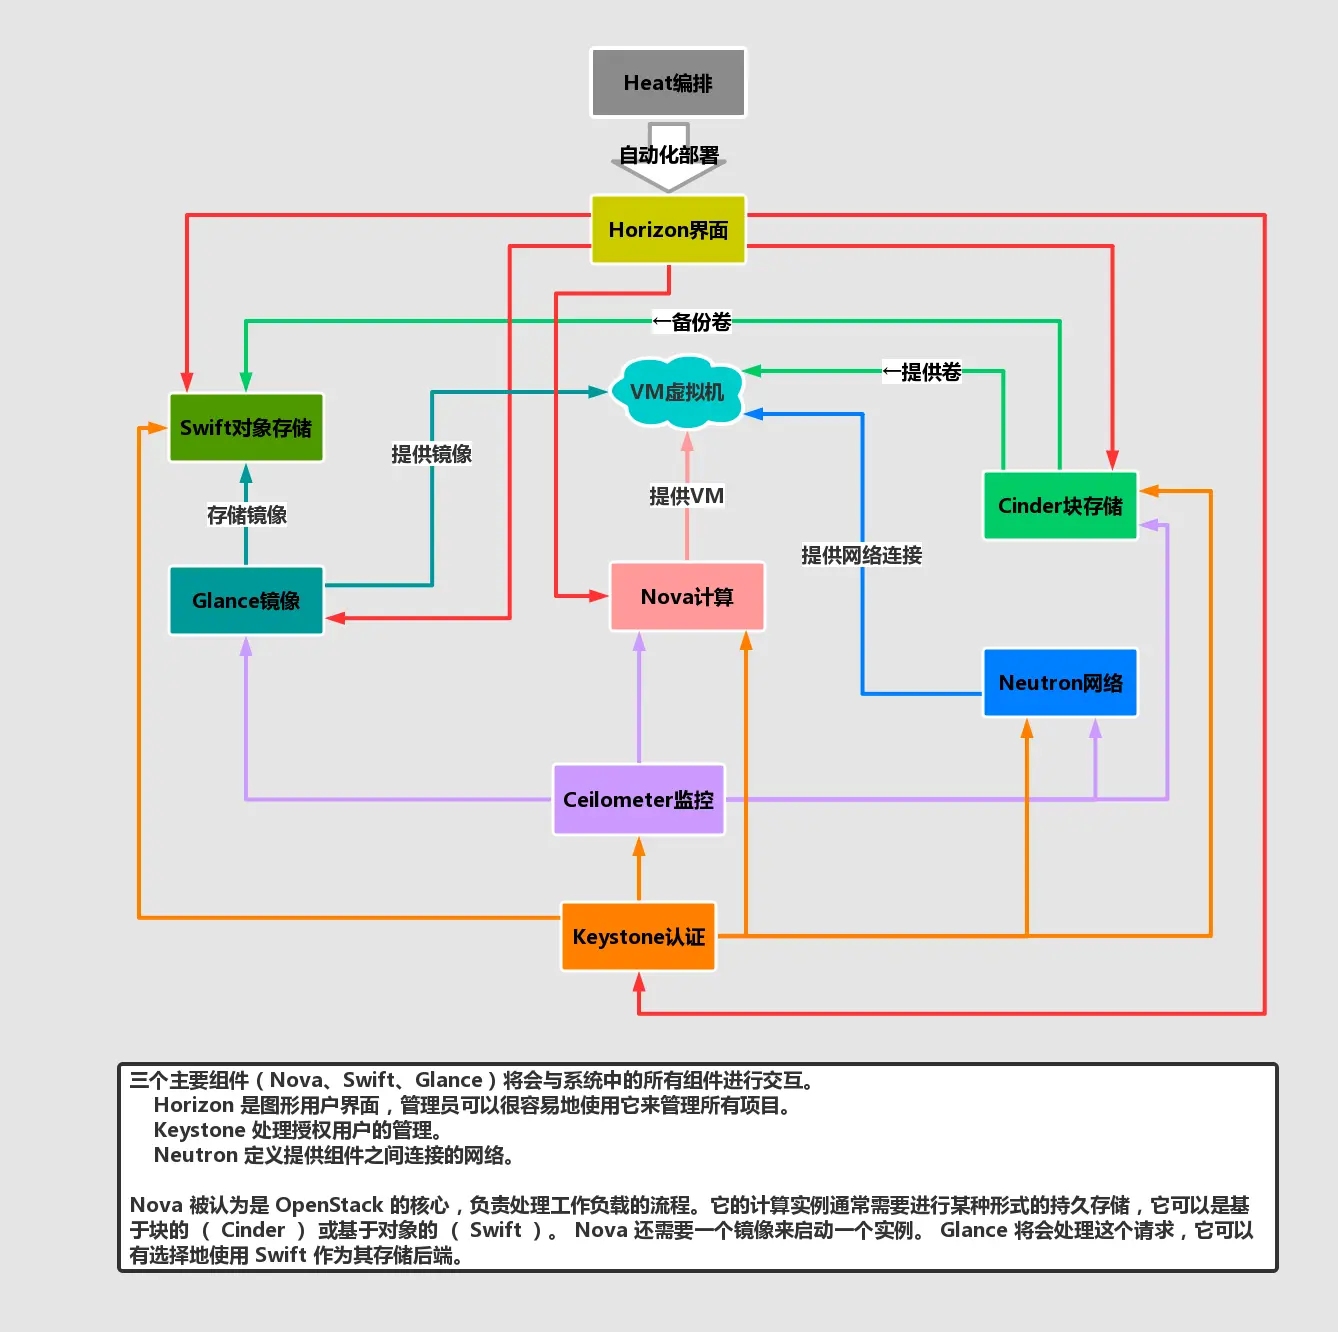 Heat编排
自动化部署
Horizon界面
←备份卷
VM虚拟机
←提供卷
Swift对象存储
提供镜像
提供VM
存储镜像
Cinder块存储
提供网络连接
Glance镜像
Nova计算
Neutron网络
Ceilometer监控
Keystone认证
三个主要组件（Nova、Swift、Glance）将会与系统中的所有组件进行交互。
Horizon 是图形用户界面，管理员可以很容易地使用它来管理所有项目。
Keystone 处理授权用户的管理。
Neutron 定义提供组件之间连接的网络。
Nova 被认为是 OpenStack 的核心，负责处理工作负载的流程。它的计算实例通常需要进行某种形式的持久存储，它可以是基
于块的 （ Cinder ） 或基于对象的 （ Swift ）。 Nova 还需要一个镜像来启动一个实例。 Glance 将会处理这个请求，它可以
有选择地使用 Swift 作为其存储后端。